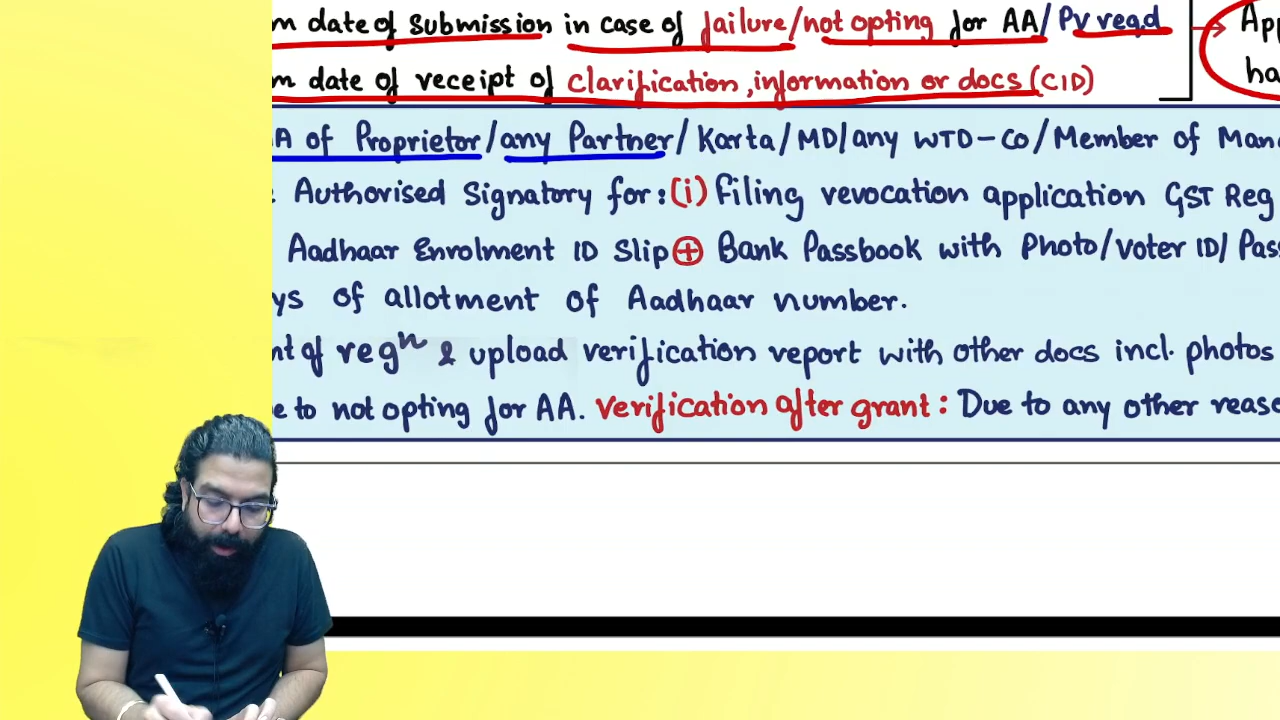 m date of submission in case of failure/not opting for AA/PV reqd
m date of receipt of clarification, information or docs (CID)
App
ha
A of Proprietor/any Partner/Karta/MD/any WTD-Co/Member of Man
Authorised Signatory for: (i) Filing revocation application GST Reg
Aadhaar Enrolment ID Slip ⊕ Bank Passbook with Photo/Voter ID/Pass
ys of allotment of Aadhaar number.
nt of regn & upload verification report with other docs incl. photos
e to not opting for AA. Verification after grant: Due to any other reaso